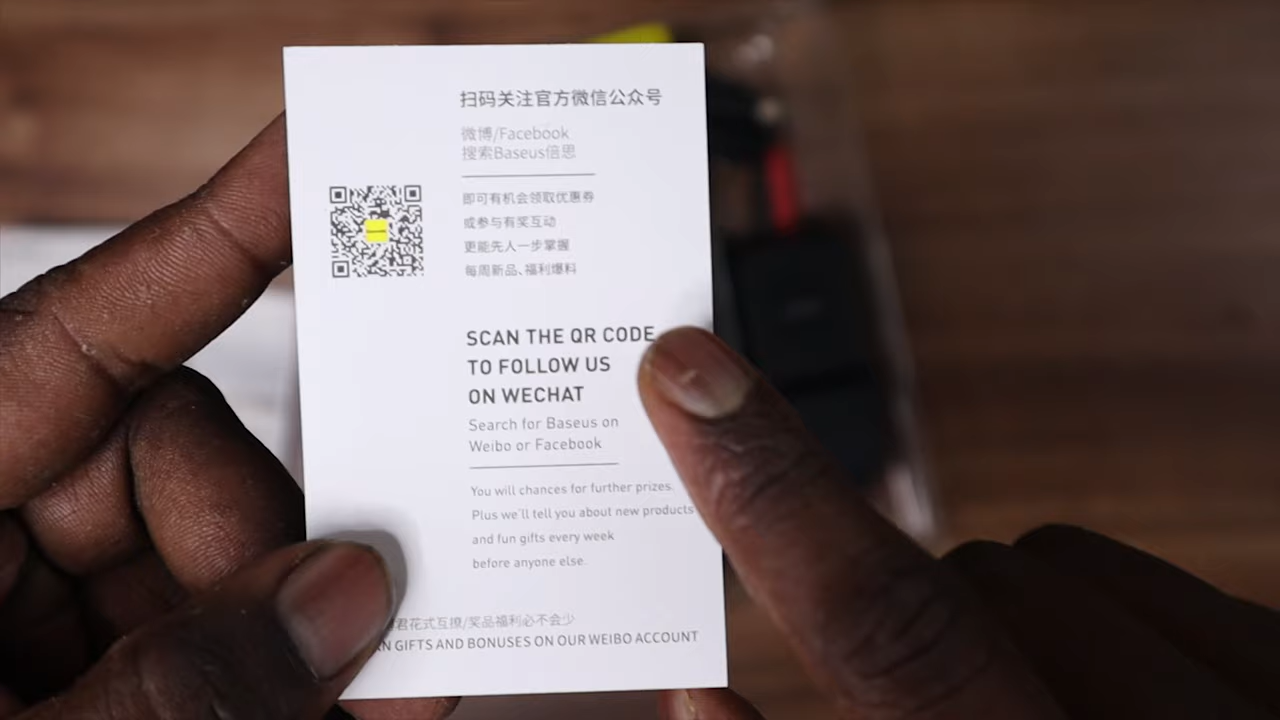 扫码关注官方微信公众号
微博/Facebook
搜索Baseus倍思
即可有机会领取优惠券
或参与有奖互动
更能先人一步掌握
每周新品、福利爆料
SCAN THE QR CODE
TO FOLLOW US
ON WECHAT
Search for Baseus on
Weibo or Facebook
You will chances for further prizes
Plus we'll tell you about new products
and fun gifts every week
before anyone else.
君花式互撩/奖品福利必不会少
GIFTS AND BONUSES ON OUR WEIBO ACCOUNT